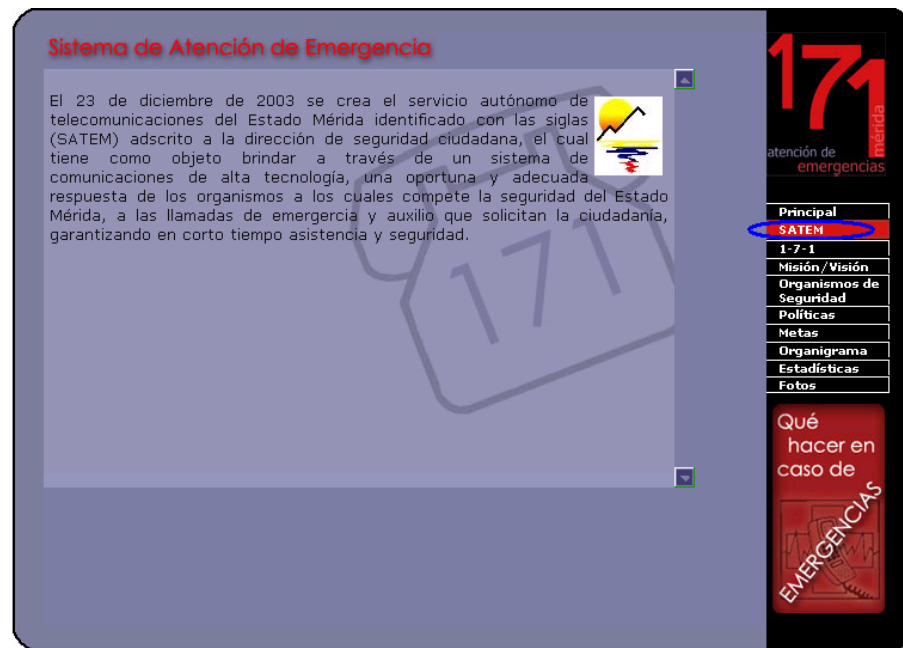 Sistema de Atención de Emergencia
El 23 de diciembre de 2003 se crea el servicio autónomo de
telecomunicaciones del Estado Mérida identificado con las siglas
(SATEM) adscrito a la dirección de seguridad ciudadana, el cual
tiene como objeto brindar a través de un sistema de
comunicaciones de alta tecnología, una oportuna y adecuada
respuesta de los organismos a los cuales compete la seguridad del Estado
Mérida, a las llamadas de emergercia y auxilio que solicitan la ciudadanía,
garantizando en corto tiempo asistencia y seguridad.
171
171
mérida
atención de
emergencias
Principal
SATEM
1-7-1
Misión/Visión
Organismos de
Seguridad
Políticas
Metas
Organigrama
Estadísticas
Fotos
Qué
hacer en
caso de
EMERGENCIAS